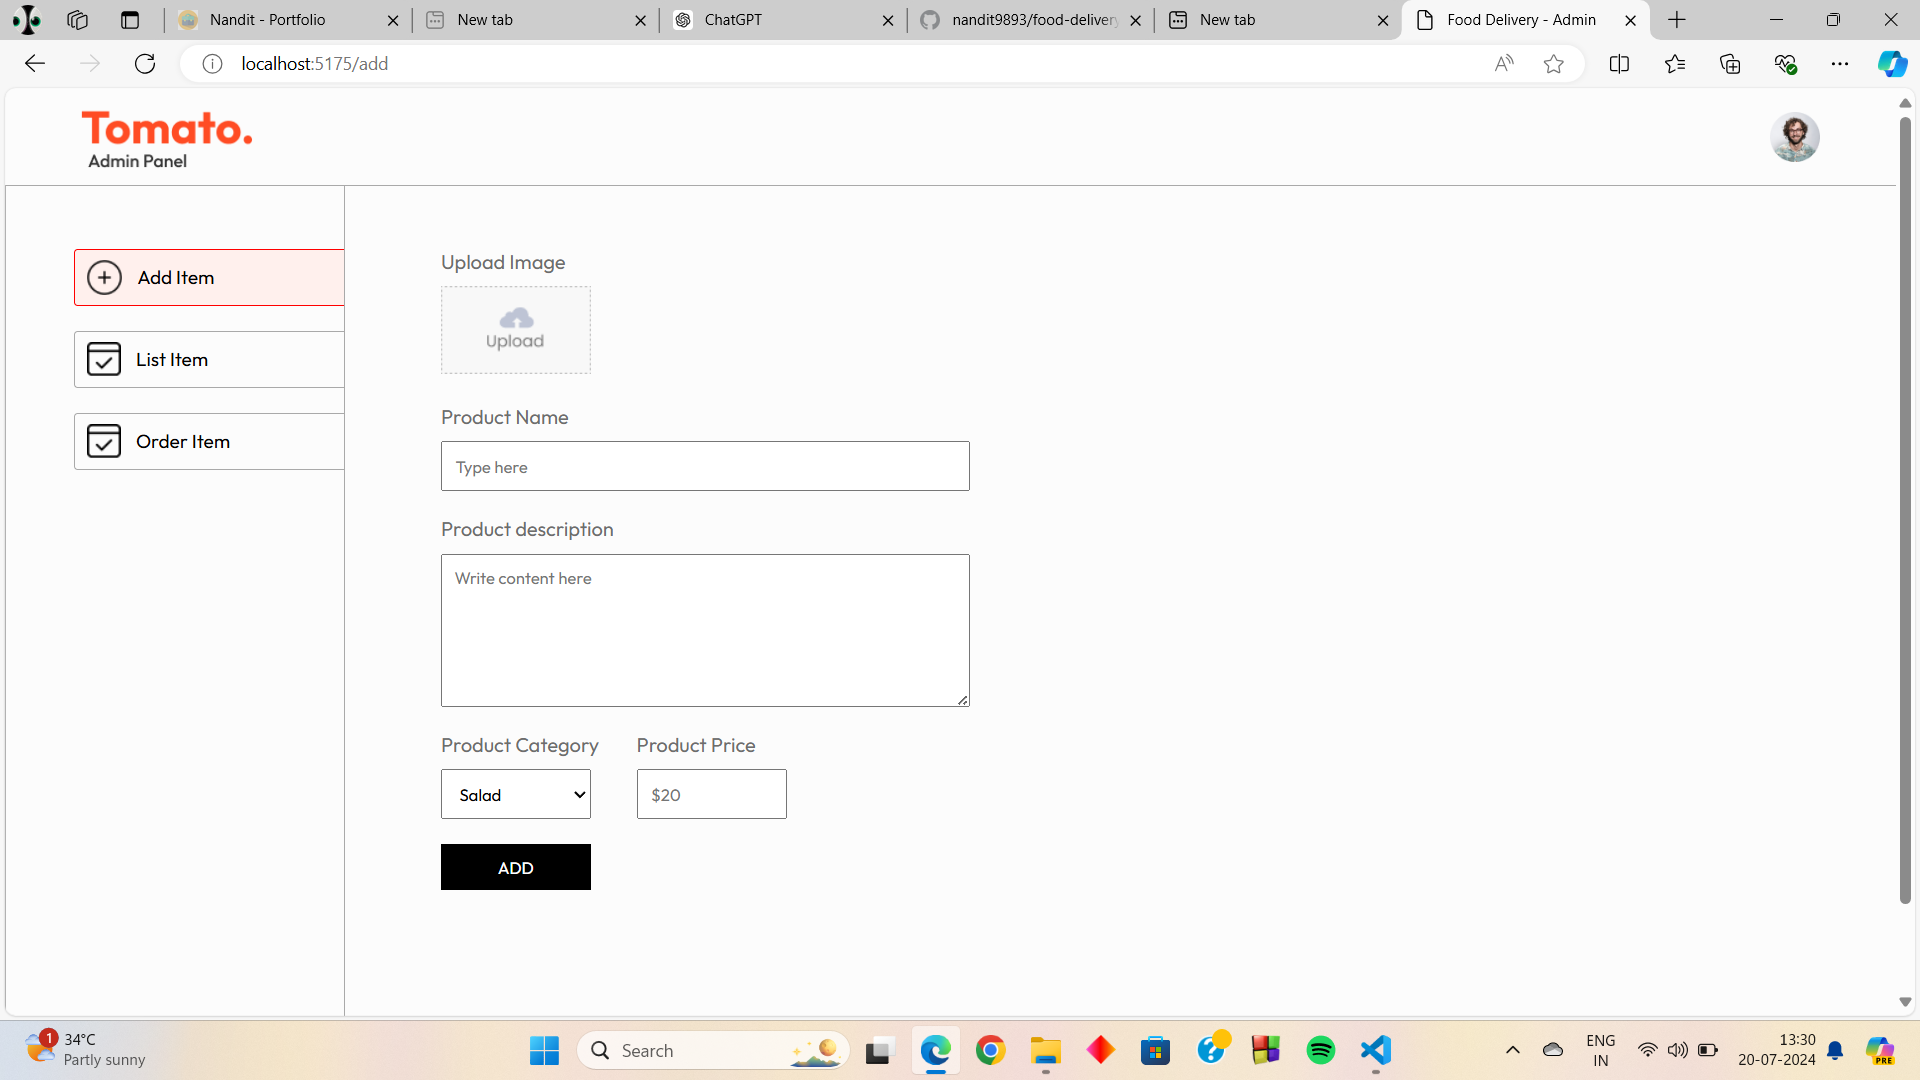 Nandit - Portfolio
New tab
ChatGPT
nandit9893/food-delivery
New tab
Food Delivery - Admin
localhost:5175/add
Tomato.
Admin Panel
Add Item
List Item
Order Item
Upload Image
Upload
Product Name
Type here
Product description
Write content here
Product Category
Product Price
Salad
$20
ADD
1
34°C
Partly sunny
Search
ENG
IN
13:30
20-07-2024
PRE